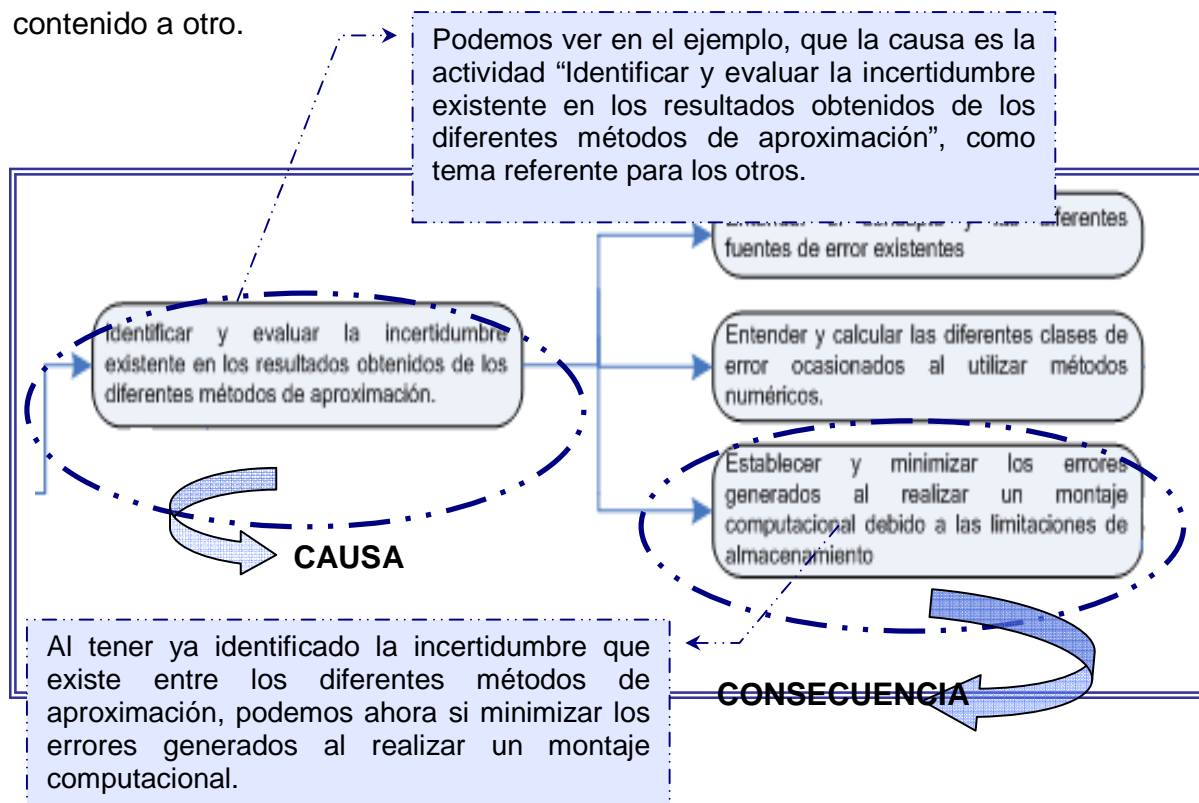 contenido a otro.
Podemos ver en el ejemplo, que la causa es la
actividad “Identificar y evaluar la incertidumbre
existente en los resultados obtenidos de los
diferentes métodos de aproximación”, como
tema referente para los otros.
ferentes
fuentes de error existentes
Identificar y evaluar la incertidumbre
existente en los resultados obtenidos de los
diferentes métodos de aproximación.
Entender y calcular las diferentes clases de
error ocasionados al utilizar métodos
numéricos.
Establecer y minimizar los errores
generados al realizar un montaje
computacional debido a las limitaciones de
almacenamiento
CAUSA
Al tener ya identificado la incertidumbre que
existe entre los diferentes métodos de
aproximación, podemos ahora si minimizar los
errores generados al realizar un montaje
computacional.
CONSECUENCIA